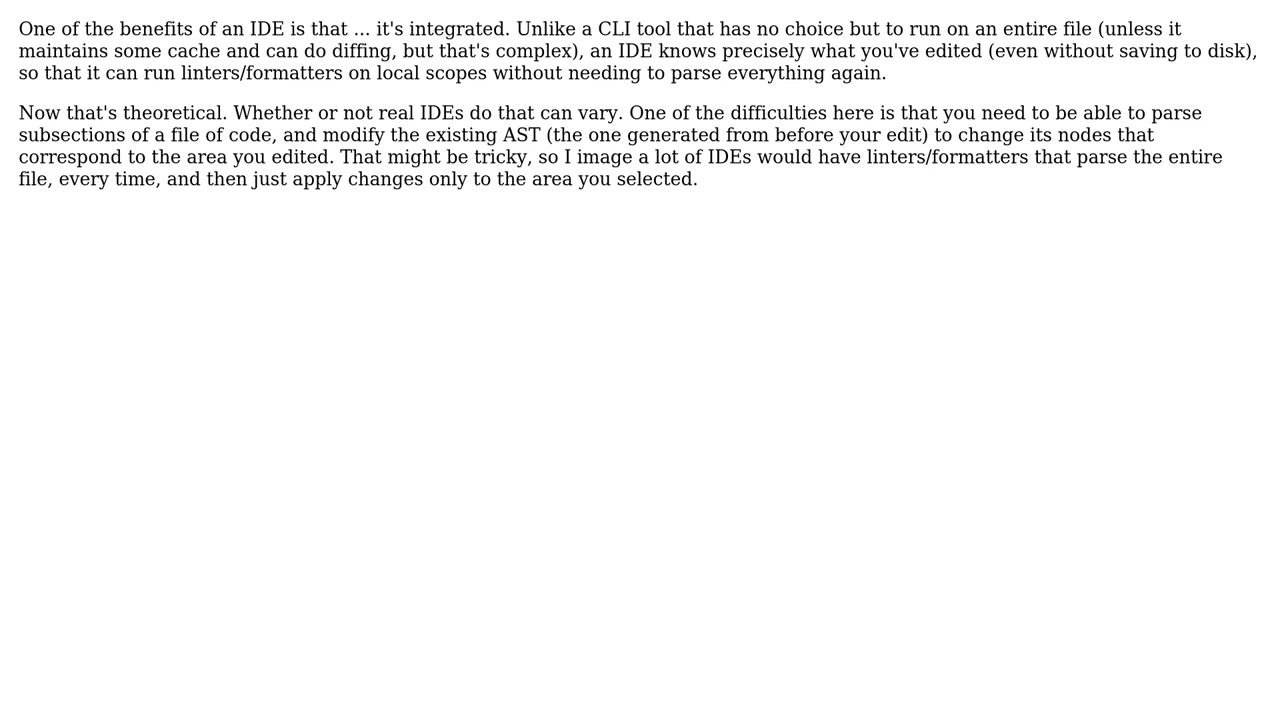 One of the benefits of an IDE is that ... it's integrated. Unlike a CLI tool that has no choice but to run on an entire file (unless it
maintains some cache and can do diffing, but that's complex), an IDE knows precisely what you've edited (even without saving to disk),
so that it can run linters/formatters on local scopes without needing to parse everything again.
Now that's theoretical. Whether or not real IDEs do that can vary. One of the difficulties here is that you need to be able to parse
subsections of a file of code, and modify the existing AST (the one generated from before your edit) to change its nodes that
correspond to the area you edited. That might be tricky, so I image a lot of IDEs would have linters/formatters that parse the entire
file, every time, and then just apply changes only to the area you selected.